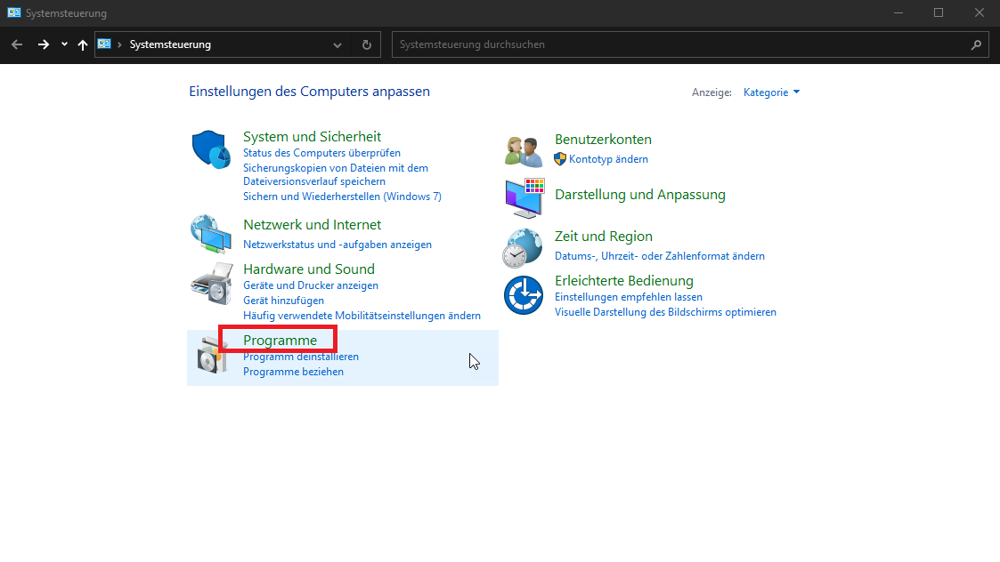 Systemsteuerung
Systemsteuerung
Systemsteuerung durchsuchen
Einstellungen des Computers anpassen
Anzeige: Kategorie
System und Sicherheit
Status des Computers überprüfen
Sicherungskopien von Dateien mit dem
Dateiversionsverlauf speichern
Sichern und Wiederherstellen (Windows 7)
Netzwerk und Internet
Netzwerkstatus und -aufgaben anzeigen
Hardware und Sound
Geräte und Drucker anzeigen
Gerät hinzufügen
Häufig verwendete Mobilitätseinstellungen ändern
Programme
Programm deinstallieren
Programme beziehen
Benutzerkonten
Kontotyp ändern
Darstellung und Anpassung
Zeit und Region
Datums-, Uhrzeit- oder Zahlenformat ändern
Erleichterte Bedienung
Einstellungen empfehlen lassen
Visuelle Darstellung des Bildschirms optimieren